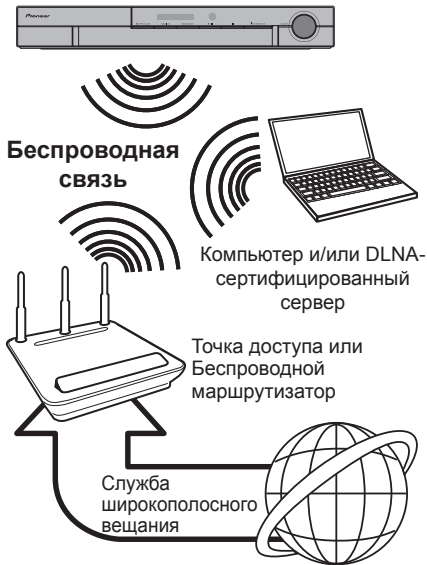 Pioneer
Беспроводная
связь
Компьютер и/или DLNA-
сертифицированный
сервер
Точка доступа или
Беспроводной
маршрутизатор
Служба
широкополосного
вещания